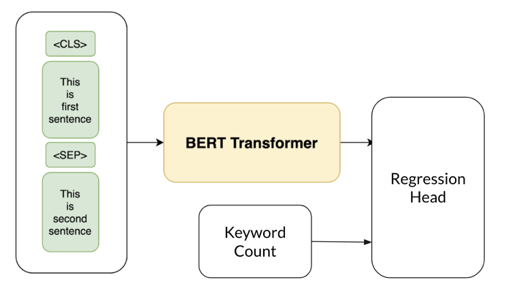 <CLS>
This
is
first
sentence
<SEP>
This
is
second
sentence
BERT Transformer
Keyword
Count
Regression
Head